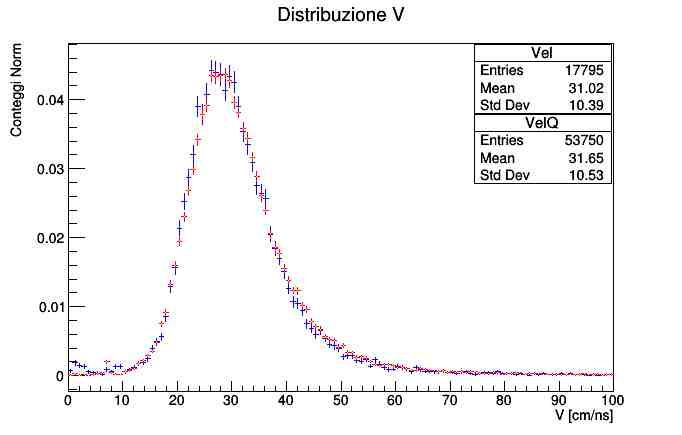 Distribuzione V
Conteggi Norm
Vel
Entries 17795
Mean 31.02
Std Dev 10.39
VelQ
Entries 53750
Mean 31.65
Std Dev 10.53
0.04
0.03
0.02
0.01
0
0 10 20 30 40 50 60 70 80 90 100
V [cm/ns]